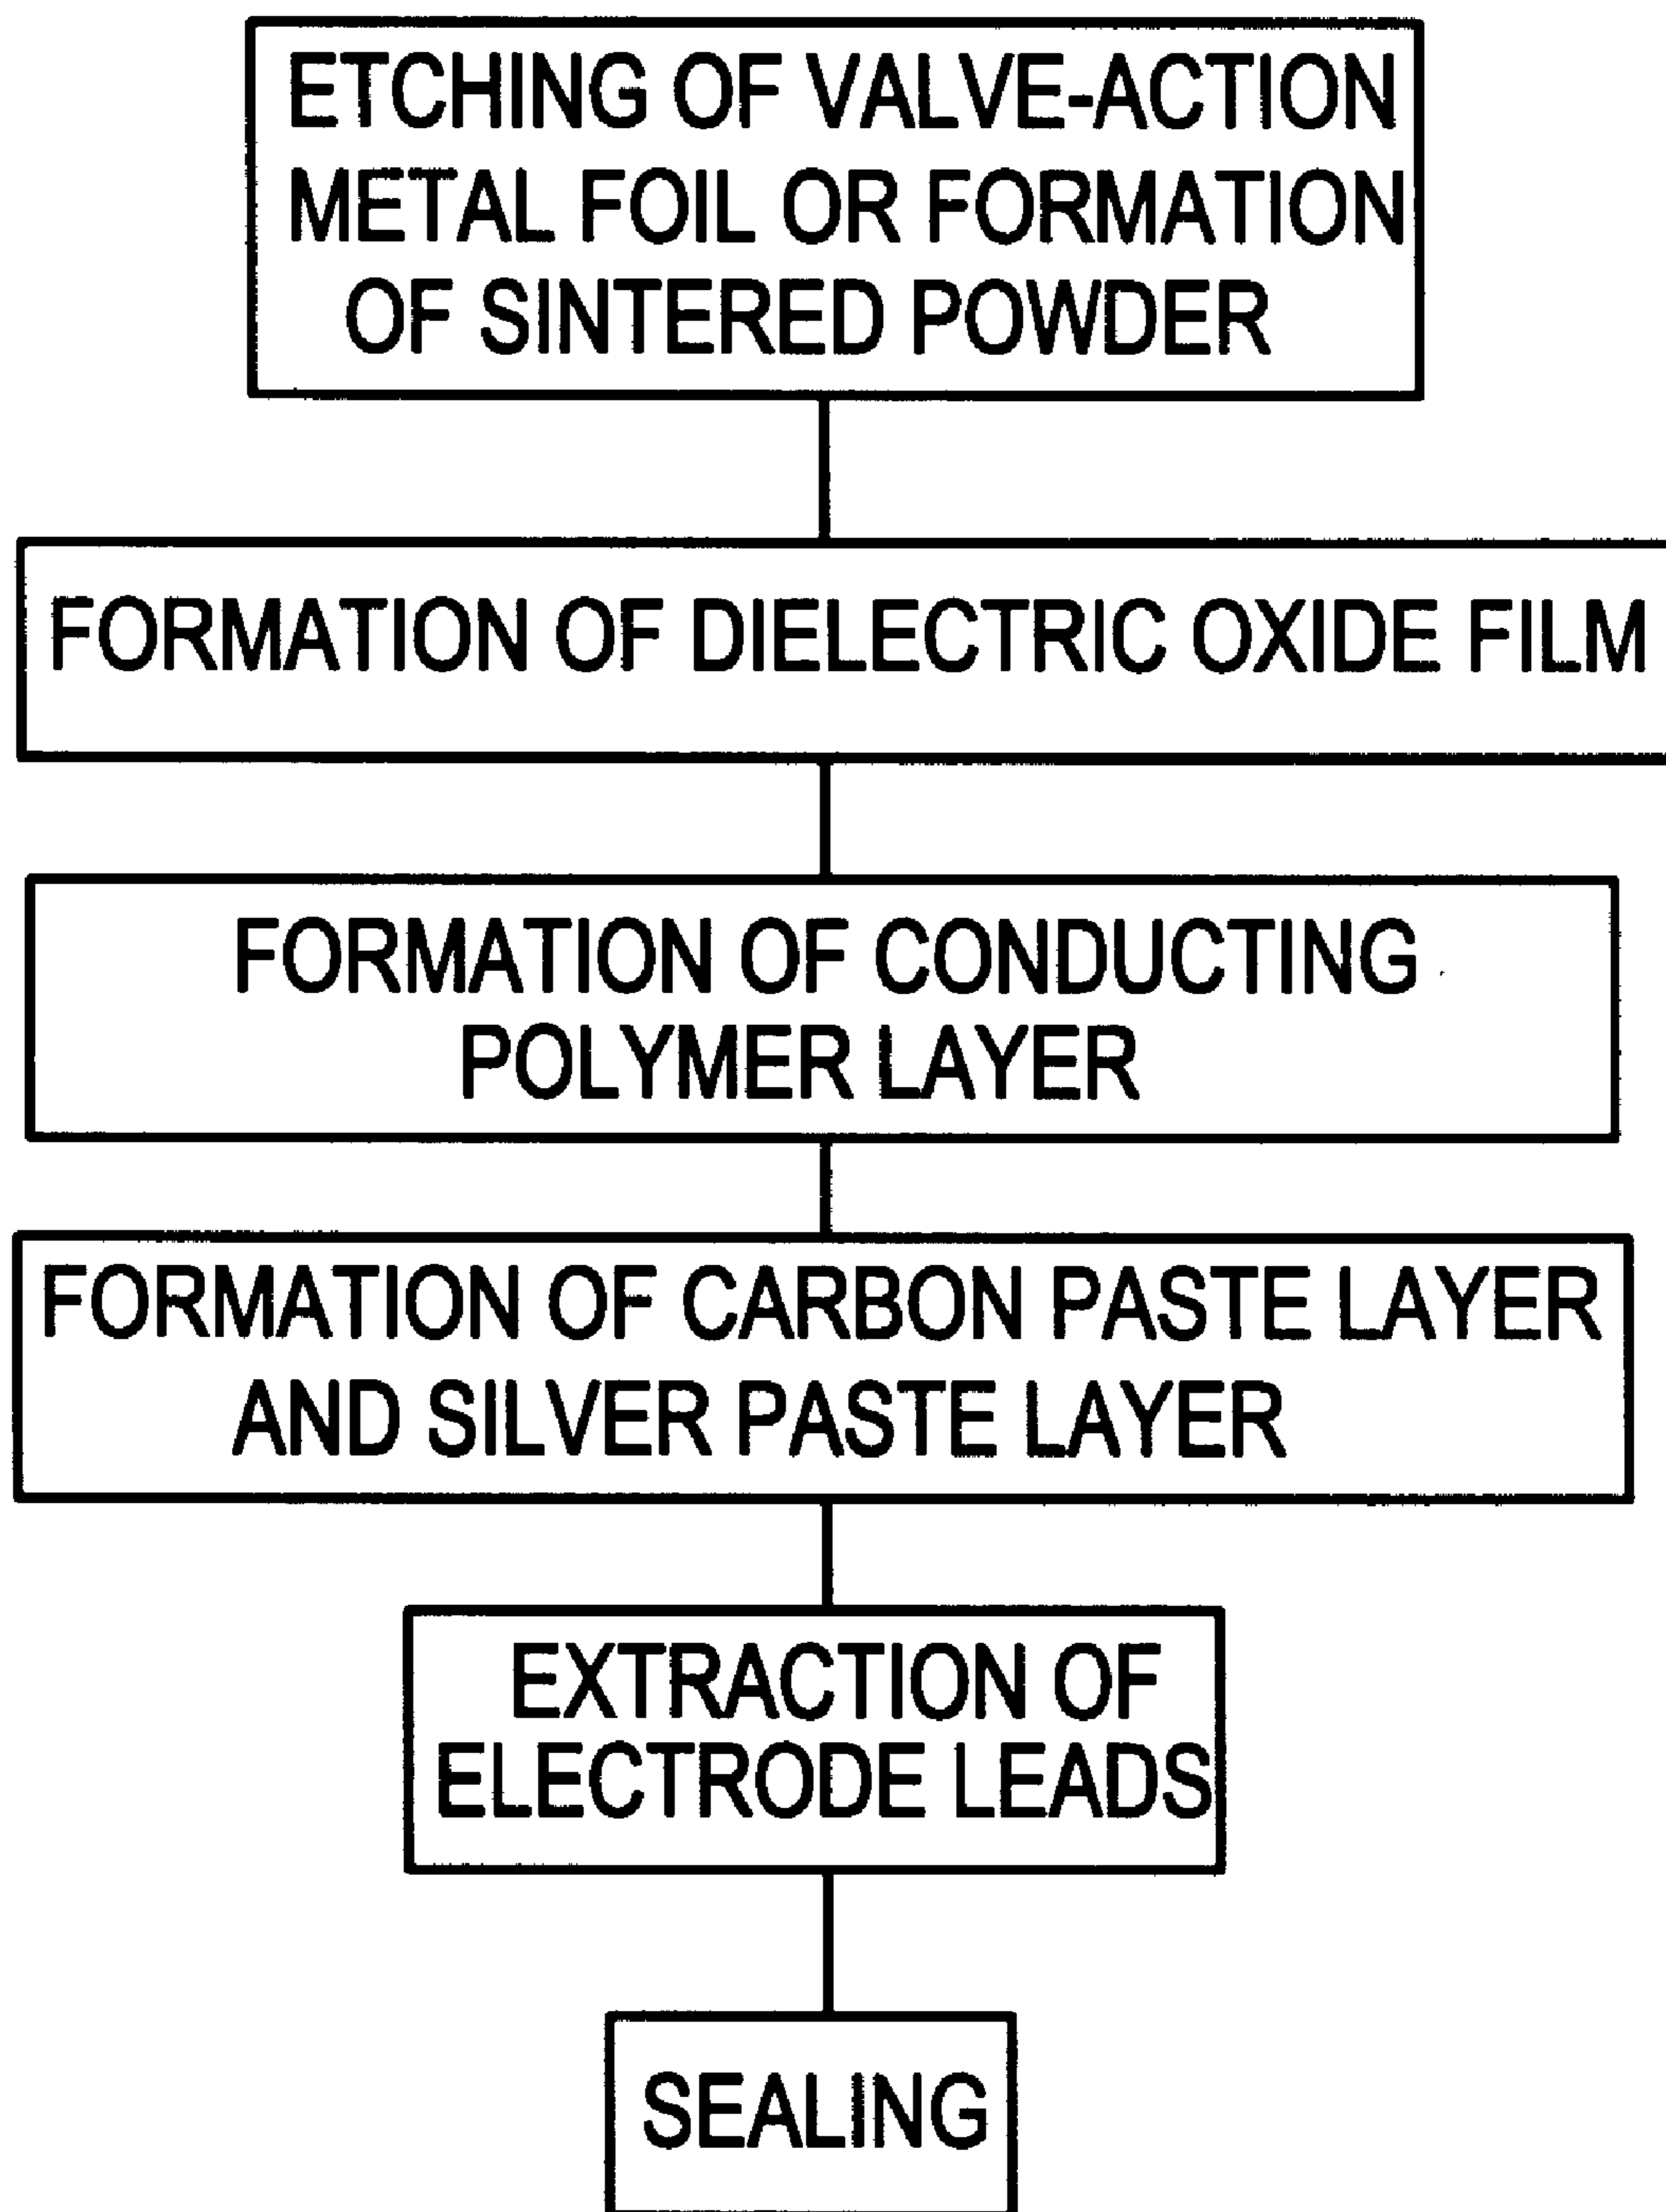 ETCHING OF VALVE-ACTION
METAL FOIL OR FORMATION
OF SINTERED POWDER
FORMATION OF DIELECTRIC OXIDE FILM
FORMATION OF CONDUCTING
POLYMER LAYER
FORMATION OF CARBON PASTE LAYER
AND SILVER PASTE LAYER
EXTRACTION OF
ELECTRODE LEADS
SEALING